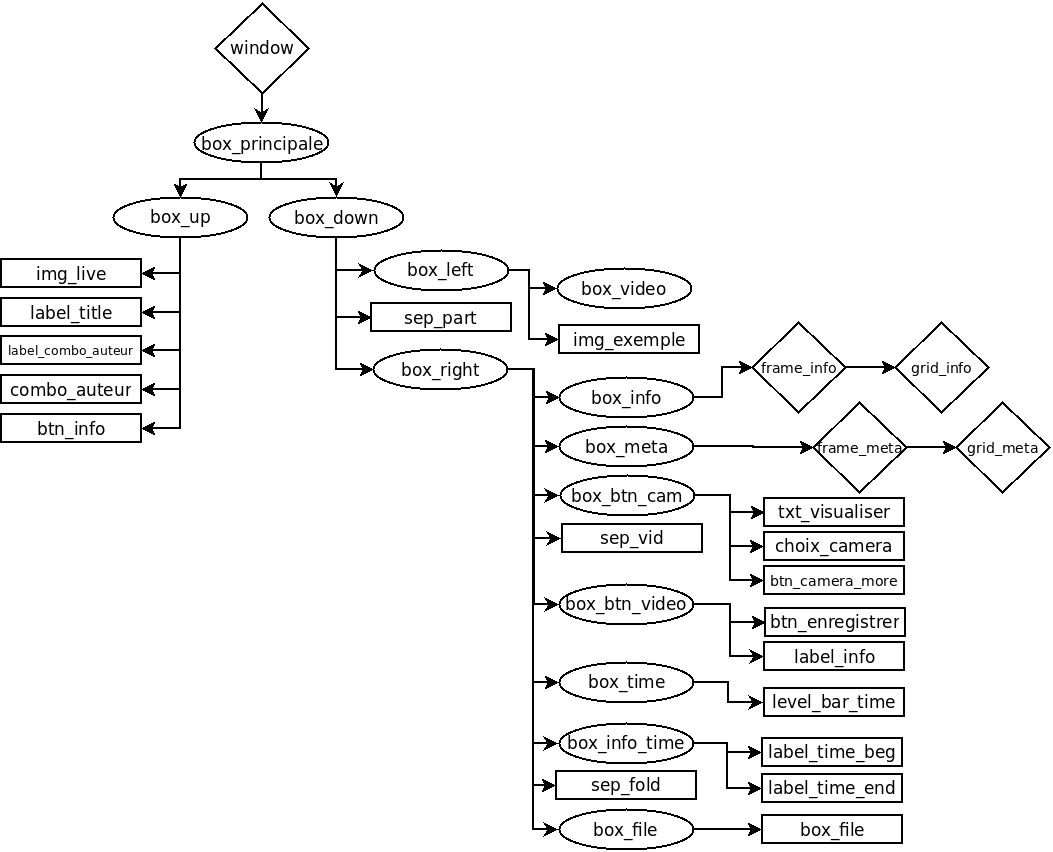 window
box_principale
box_up
box_down
img_live
label_title
label_combo_auteur
combo_auteur
btn_info
box_left
sep_part
box_right
box_video
img_exemple
box_info
frame_info
grid_info
box_meta
frame_meta
grid_meta
box_btn_cam
txt_visualiser
choix_camera
btn_camera_more
sep_vid
box_btn_video
btn_enregistrer
label_info
box_time
level_bar_time
box_info_time
label_time_beg
label_time_end
sep_fold
box_file
box_file